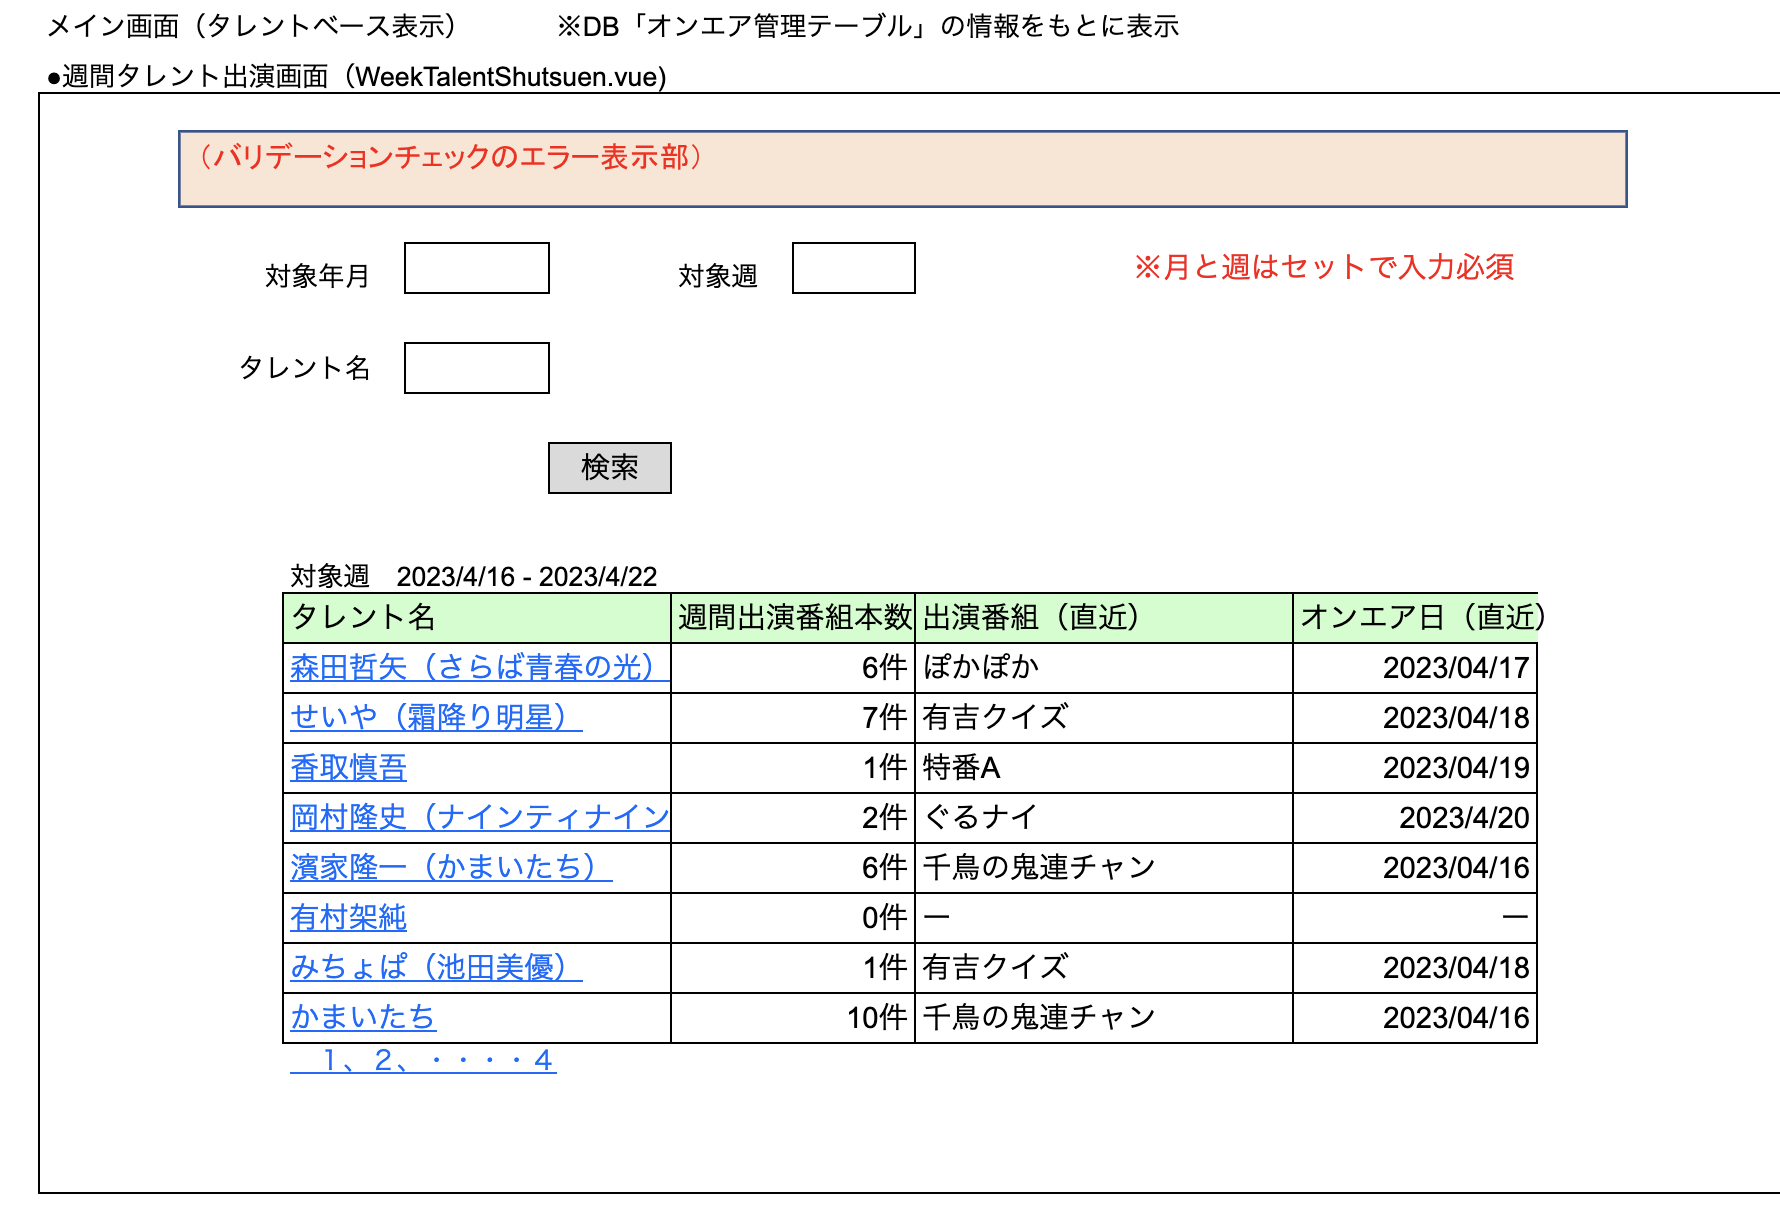 メイン画面（タレントベース表示）　　　※DB「オンエア管理テーブル」の情報をもとに表示
●週間タレント出演画面（WeekTalentShutsuen.vue)
（バリデーションチェックのエラー表示部）
対象年月　対象週　※月と週はセットで入力必須
タレント名
検索
対象週　2023/4/16 - 2023/4/22
タレント名　週間出演番組本数　出演番組（直近）　オンエア日（直近）
森田哲矢（さらば青春の光）　6件　ぽかぽか　2023/04/17
せいや（霜降り明星）　7件　有吉クイズ　2023/04/18
香取慎吾　1件　特番A　2023/04/19
岡村隆史（ナインティナイン　2件　ぐるナイ　2023/4/20
濱家隆一（かまいたち）　6件　千鳥の鬼連チャン　2023/04/16
有村架純　0件　ー　ー
みちょぱ（池田美優）　1件　有吉クイズ　2023/04/18
かまいたち　10件　千鳥の鬼連チャン　2023/04/16
１、２、・・・・４